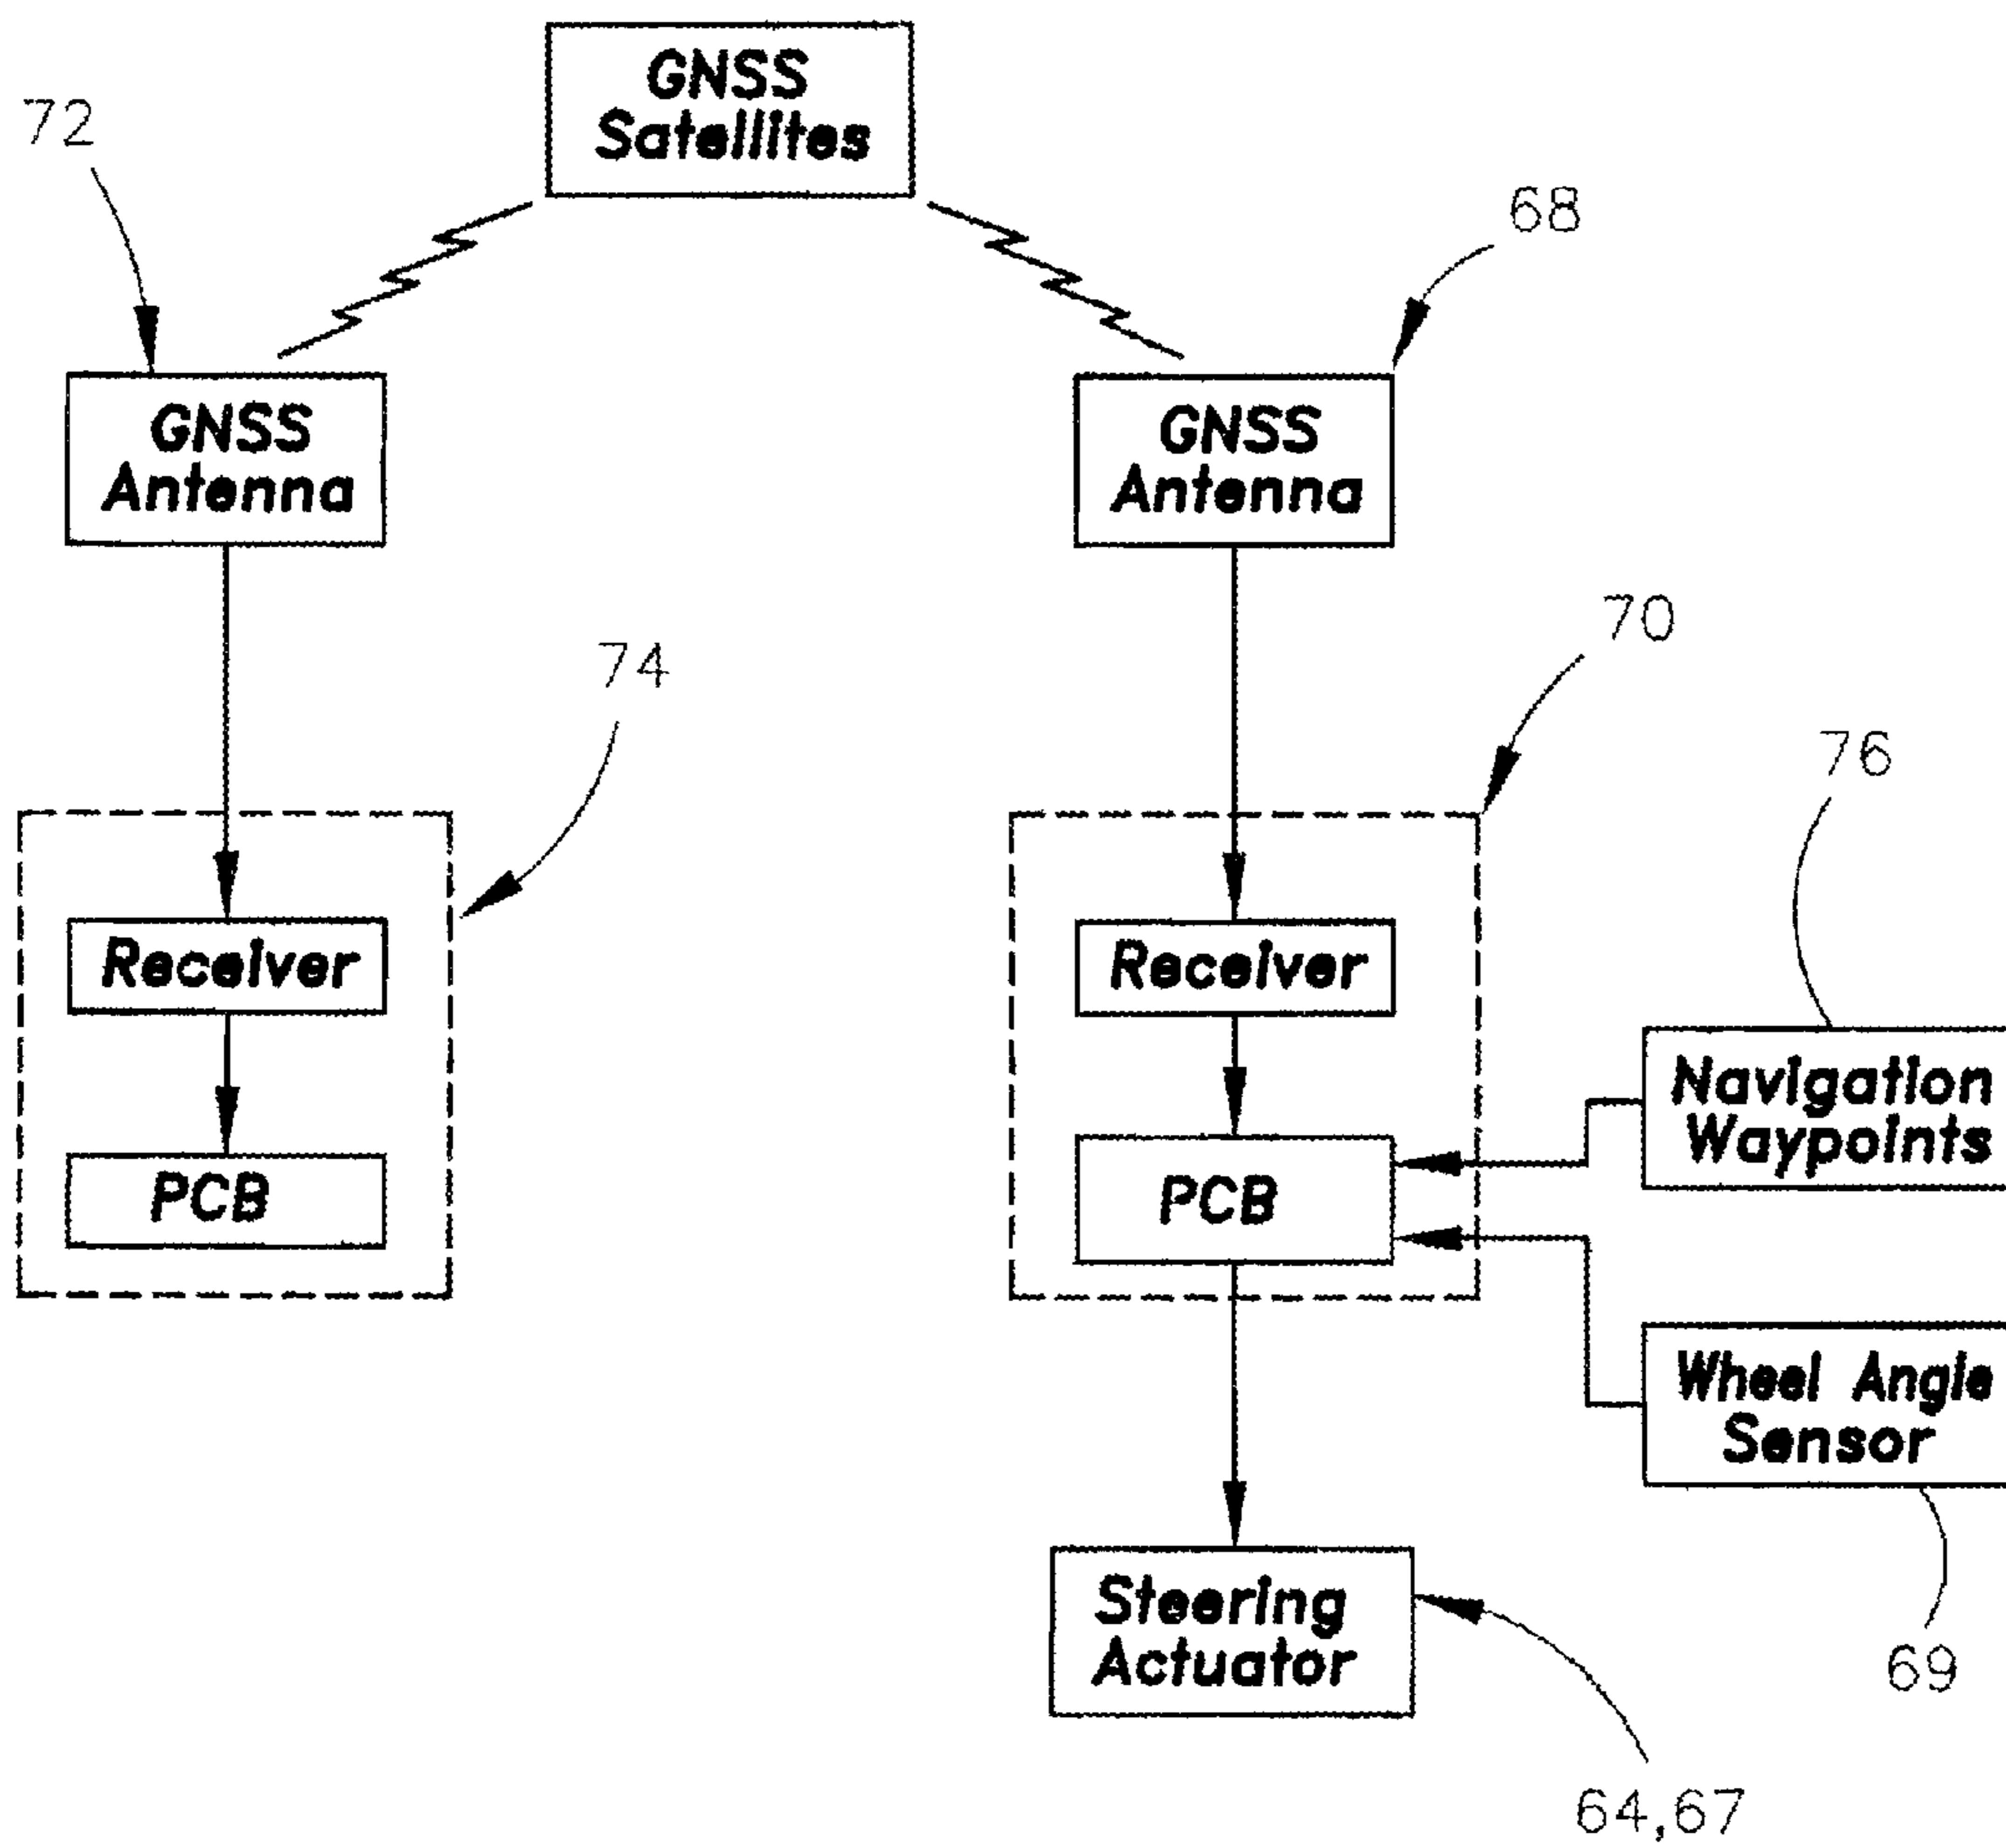 GNSS
Satellites
72
68
GNSS
Antenna
GNSS
Antenna
70
74
76
Receiver
Receiver
Navigation
Waypoints
PCB
PCB
Wheel Angle
Sensor
Steering
Actuator
69
64,67